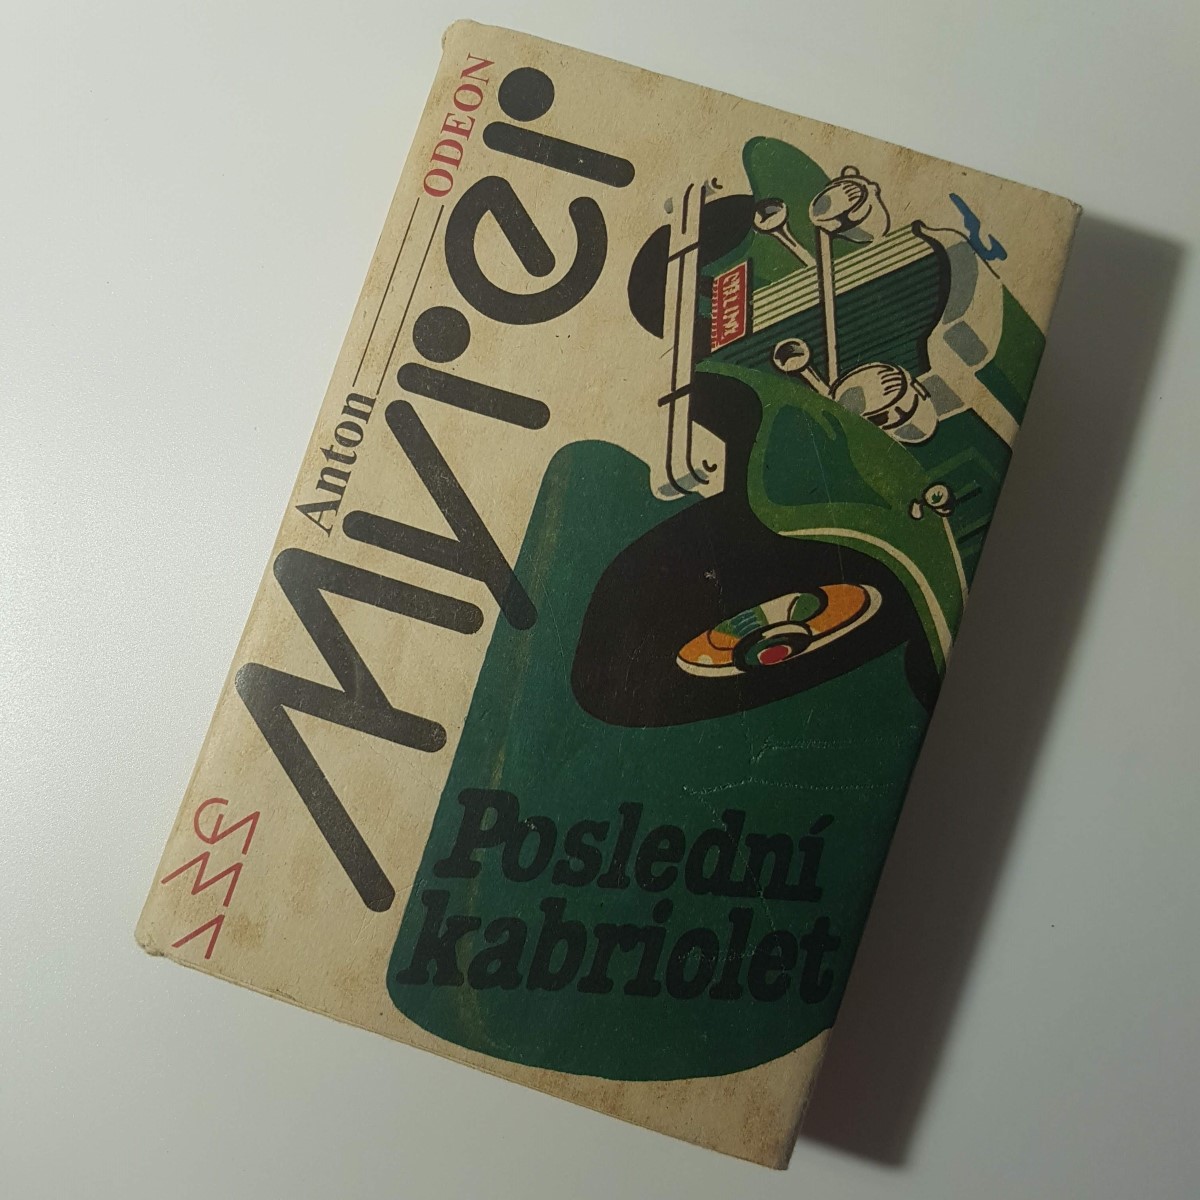 Anton
ODEON
Myrer
Poslední
kabriolet